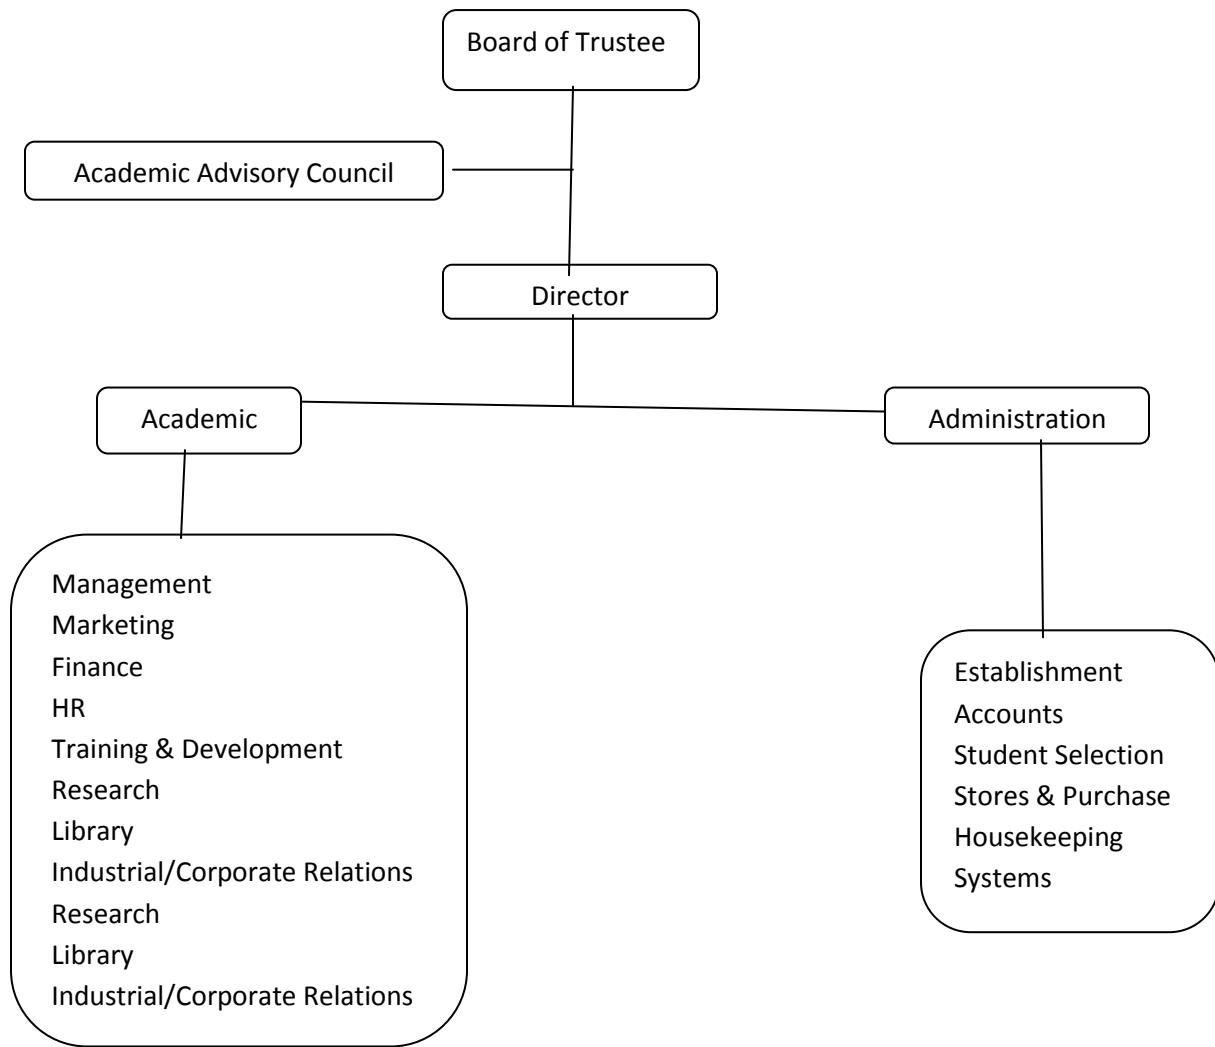 Board of Trustee
Academic Advisory Council
Director
Academic
Administration
Management
Marketing
Finance
HR
Training & Development
Research
Library
Industrial/Corporate Relations
Research
Library
Industrial/Corporate Relations
Establishment
Accounts
Student Selection
Stores & Purchase
Housekeeping
Systems